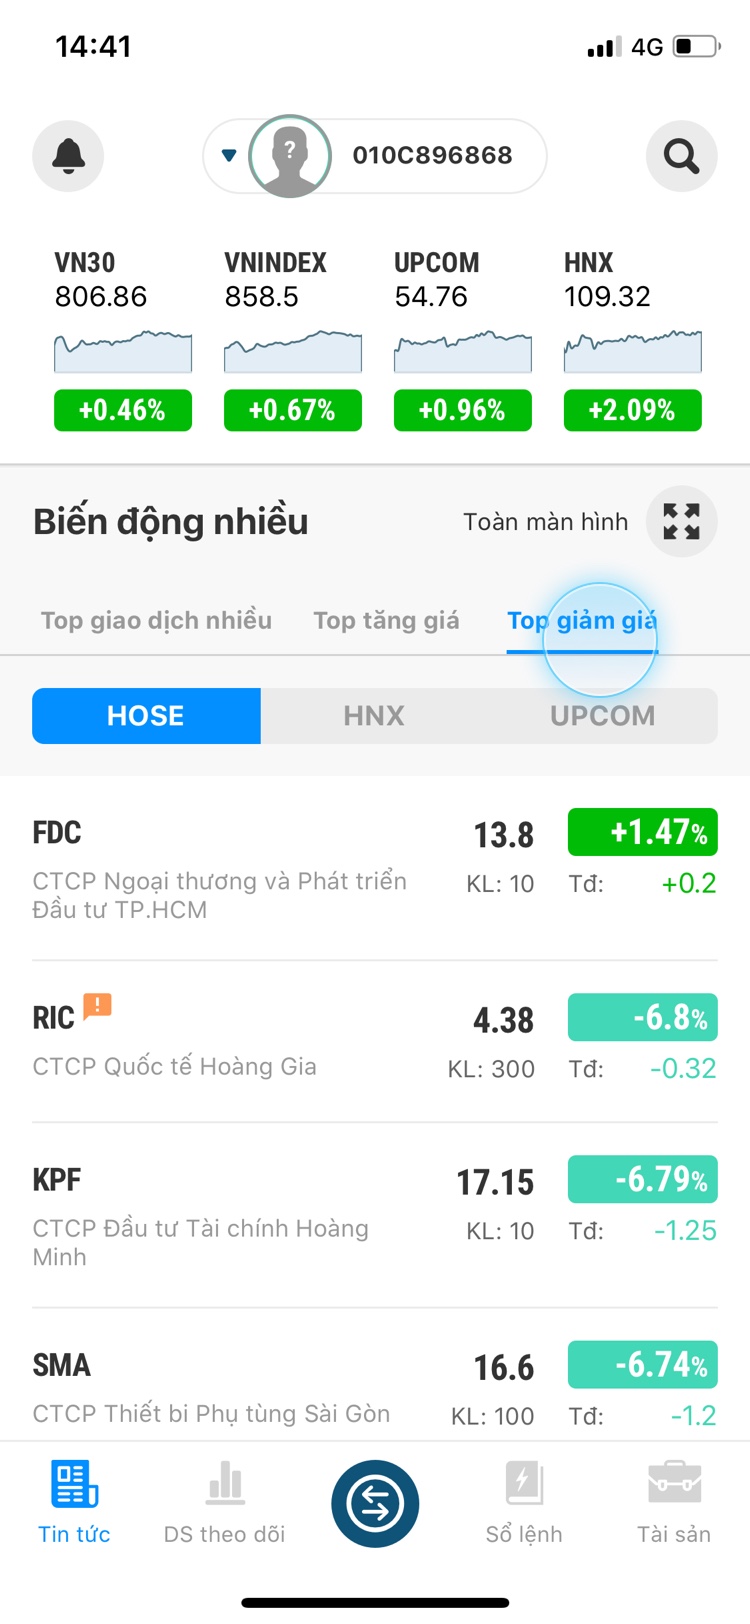 14:41 4G
? 010C896868
VN30 VNINDEX UPCOM HNX
806.86 858.5 54.76 109.32
+0.46% +0.67% +0.96% +2.09%
Biến động nhiều Toàn màn hình
Top giao dịch nhiều Top tăng giá Top giảm giá
HOSE HNX UPCOM
FDC 13.8 +1.47%
CTCP Ngoại thương và Phát triển KL: 10 Tđ: +0.2
Đầu tư TP.HCM
RIC ! 4.38 -6.8%
CTCP Quốc tế Hoàng Gia KL: 300 Tđ: -0.32
KPF 17.15 -6.79%
CTCP Đầu tư Tài chính Hoàng KL: 10 Tđ: -1.25
Minh
SMA 16.6 -6.74%
CTCP Thiết bi Phụ tùng Sài Gòn KL: 100 Tđ: -1.2
Tin tức DS theo dõi Sổ lệnh Tài sản